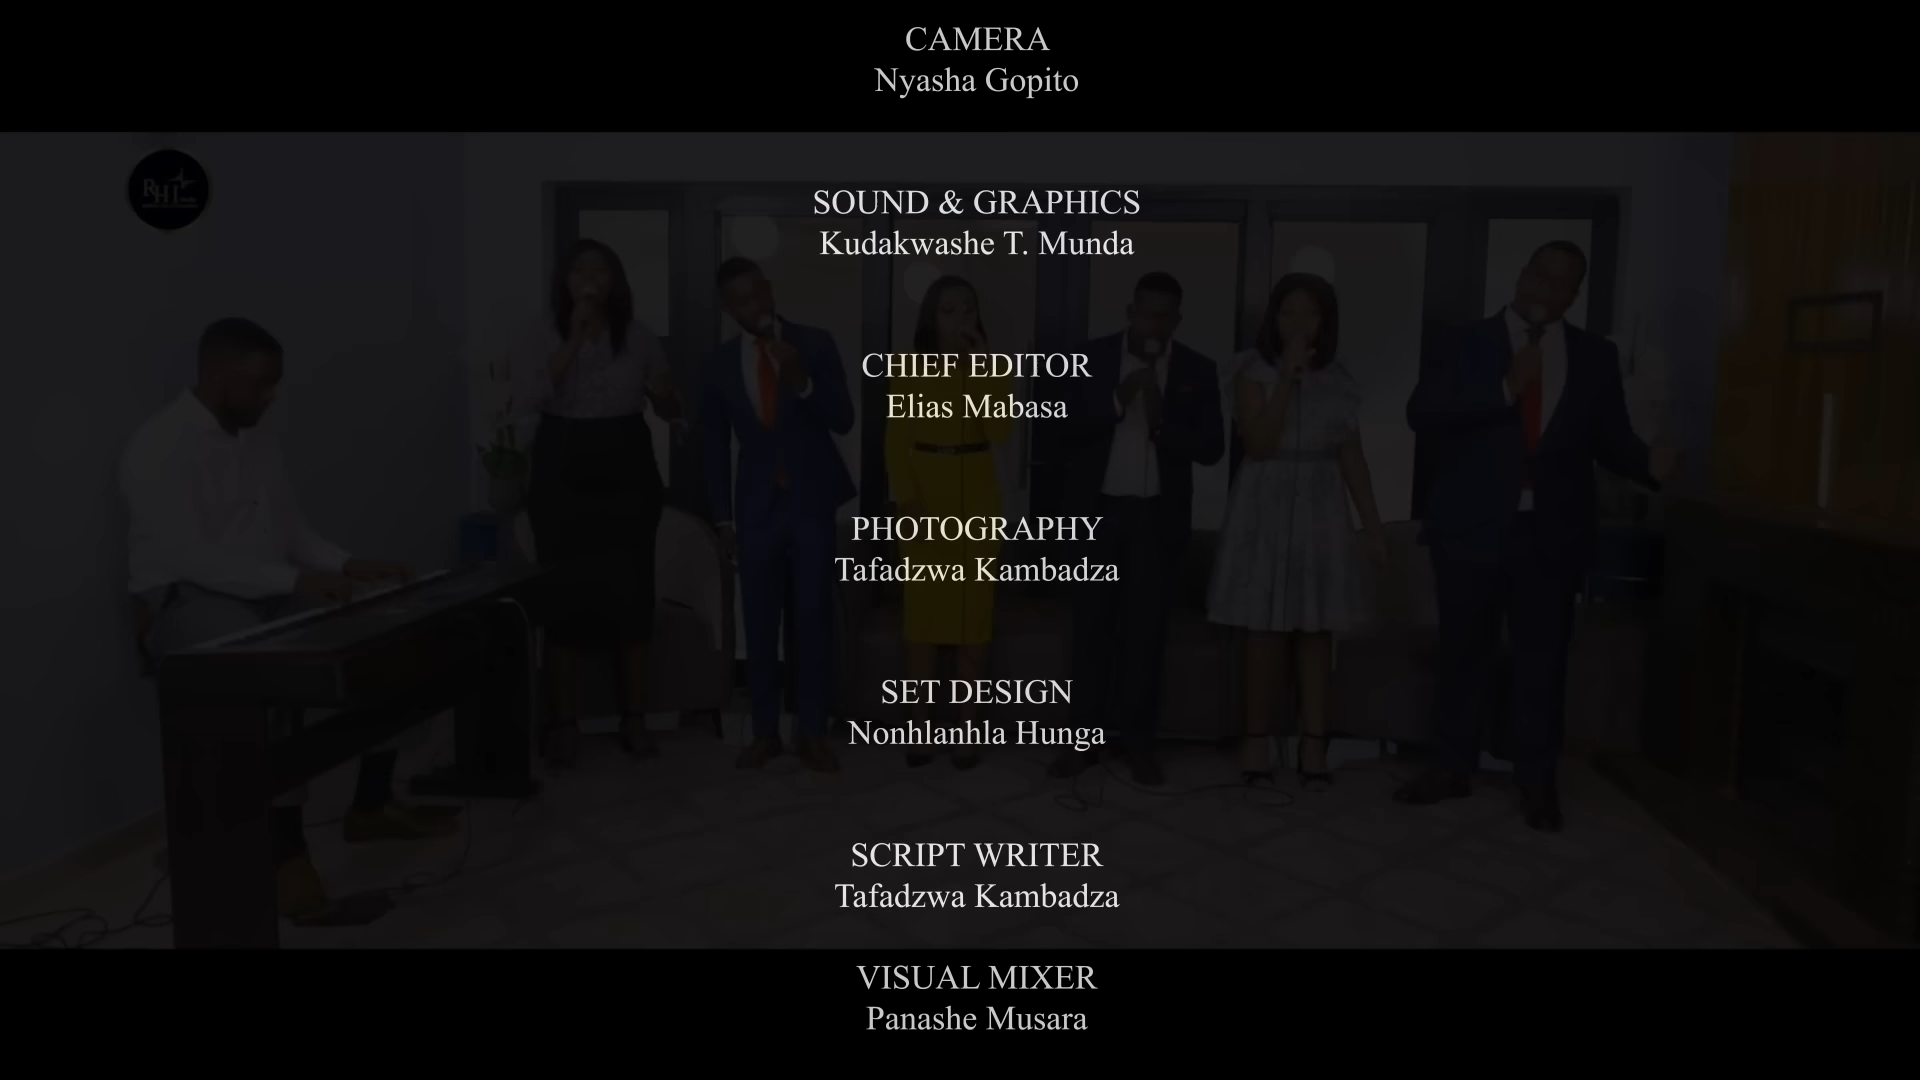 CAMERA
Nyasha Gopito
RHI
SOUND & GRAPHICS
Kudakwashe T. Munda
CHIEF EDITOR
Elias Mabasa
PHOTOGRAPHY
Tafadzwa Kambadza
SET DESIGN
Nonhlanhla Hunga
SCRIPT WRITER
Tafadzwa Kambadza
VISUAL MIXER
Panashe Musara